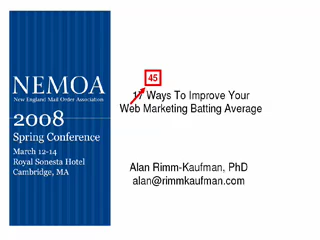 NEMOA
New England Mail Order Association
2008
Spring Conference
March 12-14
Royal Sonesta Hotel
Cambridge, MA
45
17 Ways To Improve Your
Web Marketing Batting Average
Alan Rimm-Kaufman, PhD
alan@rimmkaufman.com